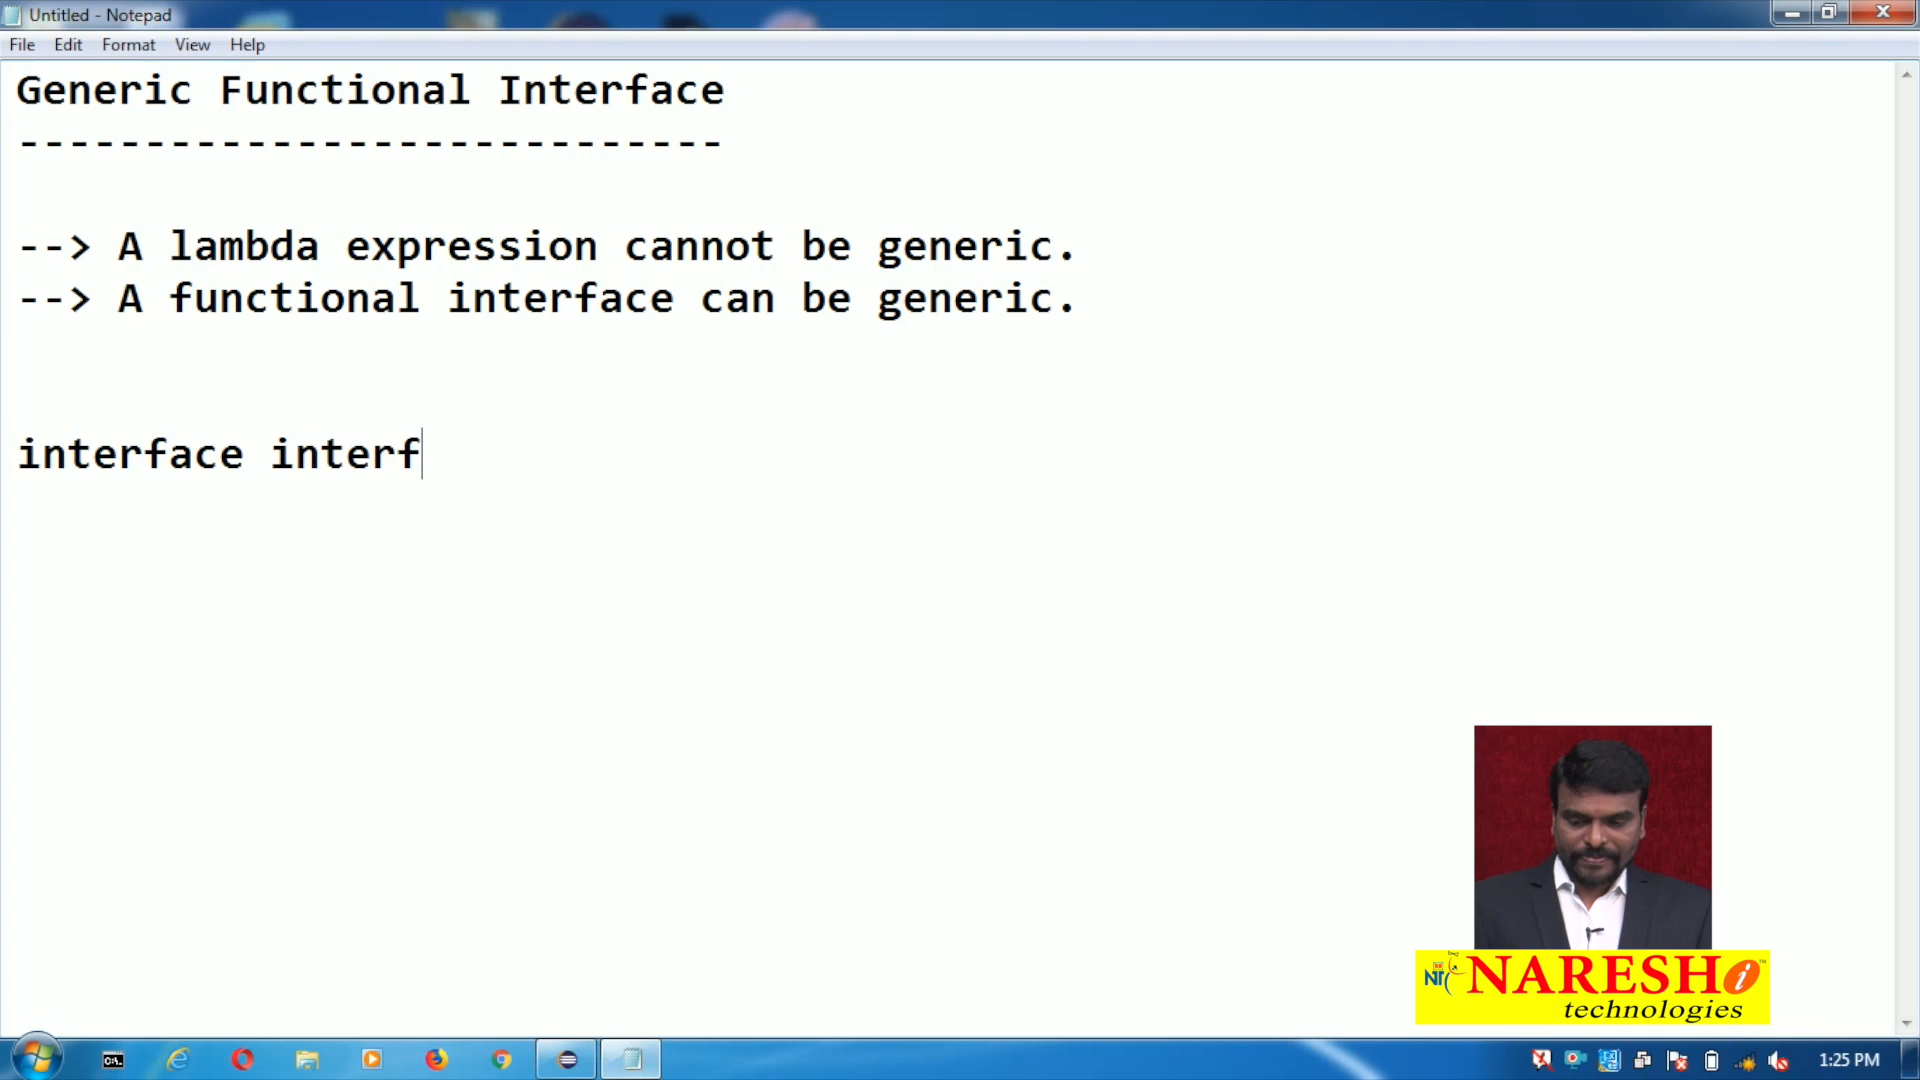 Untitled - Notepad
File Edit Format View Help
Generic Functional Interface
----------------------------
--> A lambda expression cannot be generic.
--> A functional interface can be generic.
interface interf
NARESH i
technologies
1:25 PM